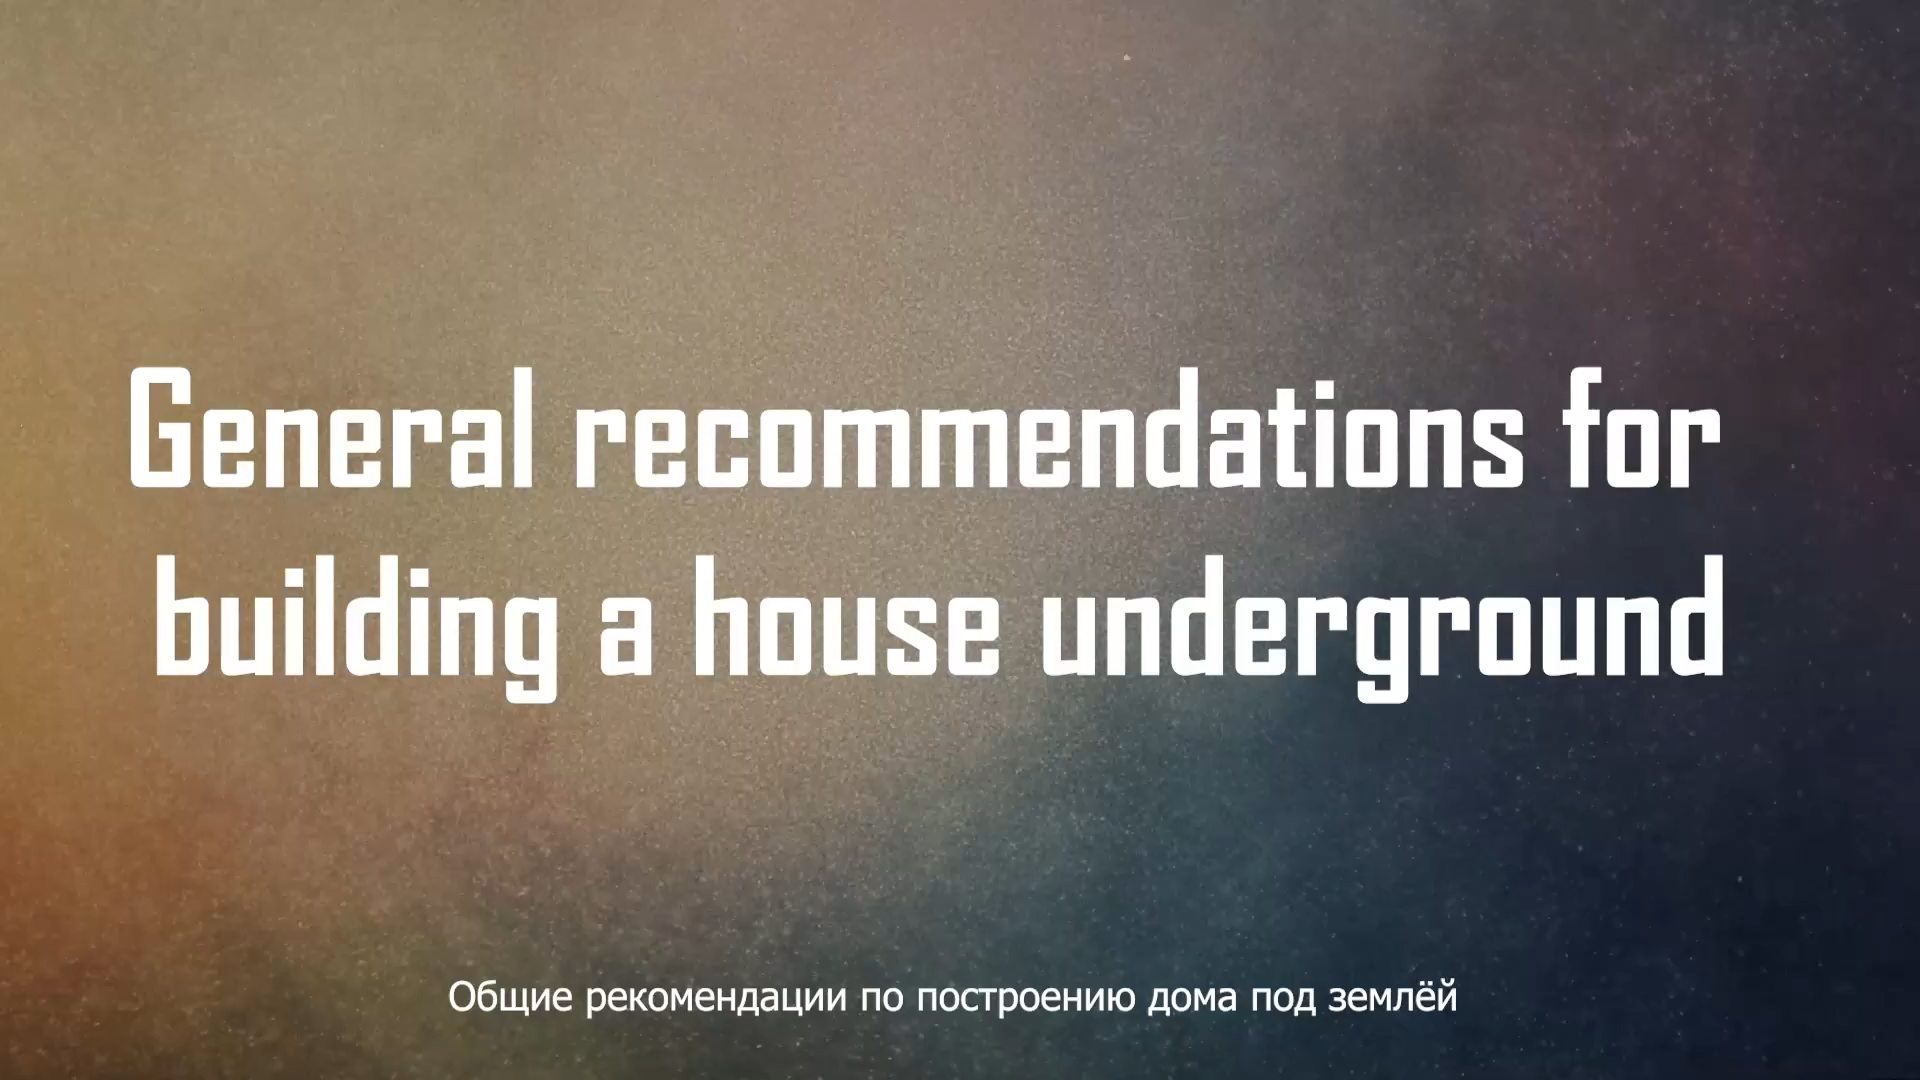 General recommendations for
building a house underground
Общие рекомендации по построению дома под землёй